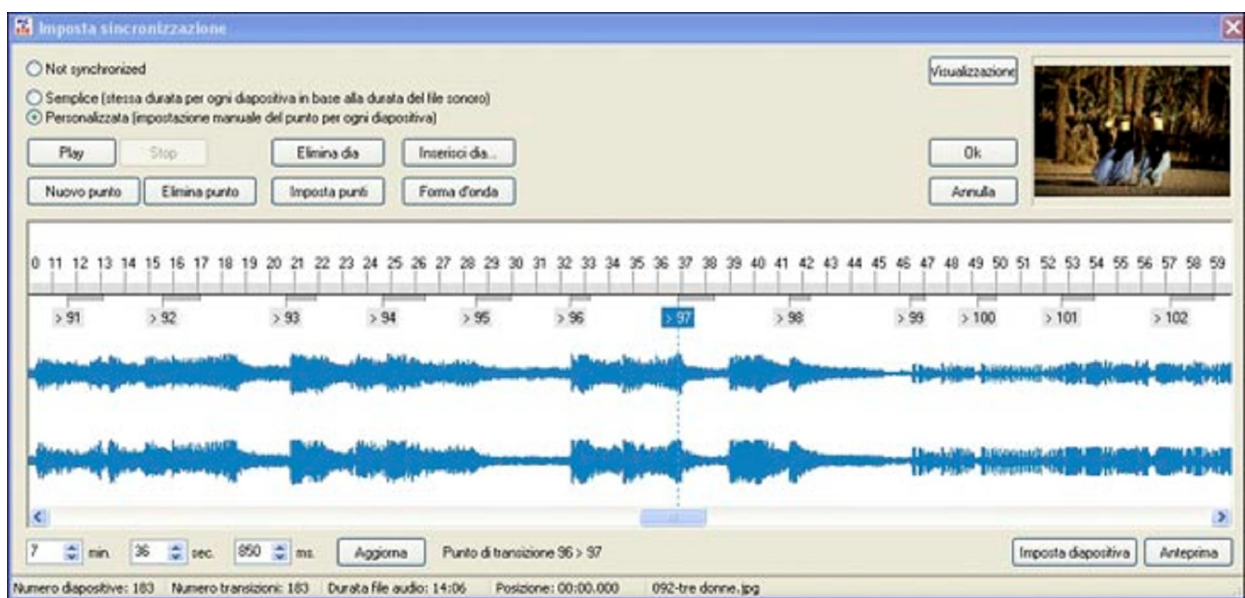 Imposta sincronizzazione
Not synchronized
Visualizzazione
Semplice (stessa durata per ogni diapositiva in base alla durata del file sonoro)
Personalizzata (impostazione manuale del punto per ogni diapositiva)
Play Stop Elimina dia Inserisci dia... Ok
Nuovo punto Elimina punto Imposta punti Forma d'onda Annulla
0 11 12 13 14 15 16 17 18 19 20 21 22 23 24 25 26 27 28 29 30 31 32 33 34 35 36 37 38 39 40 41 42 43 44 45 46 47 48 49 50 51 52 53 54 55 56 57 58 59
> 91 > 92 > 93 > 94 > 95 > 96 > 97 > 98 > 99 > 100 > 101 > 102
7 min. 36 sec. 850 ms. Aggiorna Punto di transizione 96 > 97 Imposta diapositiva Anteprima
Numero diapositive: 183 Numero transizioni: 183 Durata file audio: 14:06 Posizione: 00:00.000 092-tre donne.jpg